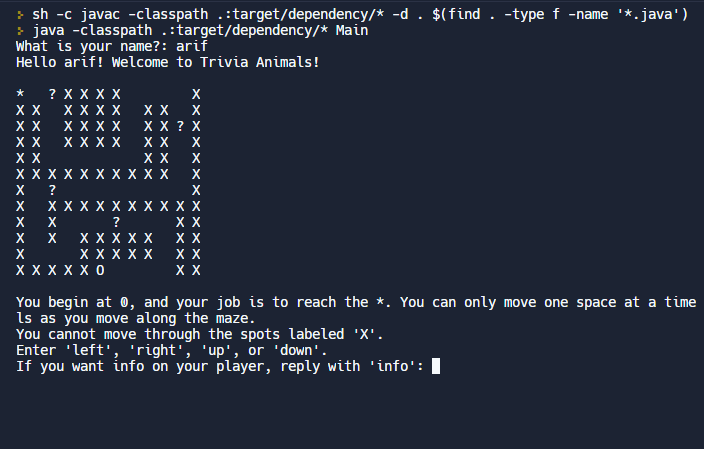 sh -c javac -classpath .:target/dependency/* -d . $(find . -type f -name '*.java')
java -classpath .:target/dependency/* Main
What is your name?: arif
Hello arif! Welcome to Trivia Animals!
*   ? X X X X         X
X X   X X X X   X X   X
X X   X X X X   X X ? X
X X   X X X X   X X   X
X X             X X   X
X X X X X X X X X X   X
X   ?                 X
X   X X X X X X X X X X
X   X       ?       X X
X   X   X X X X X   X X
X       X X X X X   X X
X X X X X O         X X
You begin at 0, and your job is to reach the *. You can only move one space at a time
ls as you move along the maze.
You cannot move through the spots labeled 'X'.
Enter 'left', 'right', 'up', or 'down'.
If you want info on your player, reply with 'info':